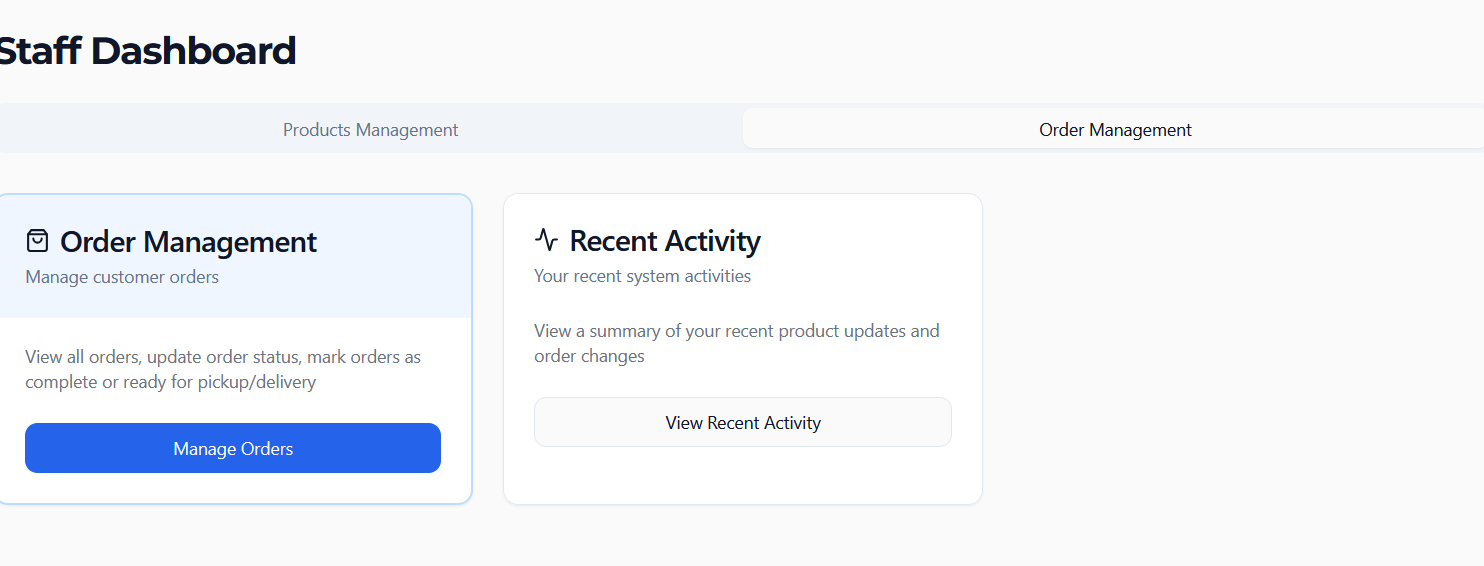 Staff Dashboard
Products Management
Order Management
Order Management
Manage customer orders
View all orders, update order status, mark orders as
complete or ready for pickup/delivery
Manage Orders
Recent Activity
Your recent system activities
View a summary of your recent product updates and
order changes
View Recent Activity